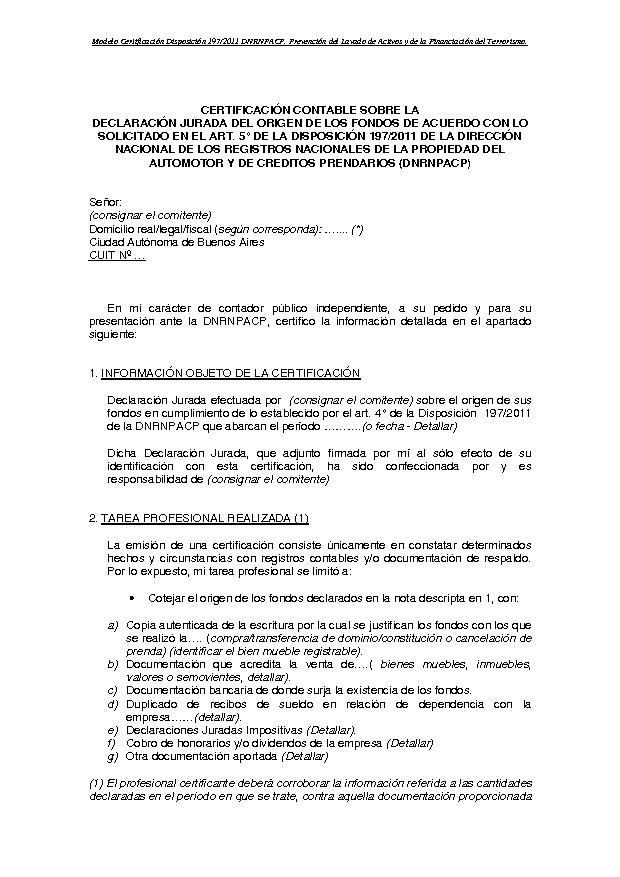 Modelo Certificación Disposición 197/2011 DNRNPACP. Prevención del Lavado de Activos y de la Financiación del Terrorismo.
CERTIFICACIÓN CONTABLE SOBRE LA
DECLARACIÓN JURADA DEL ORIGEN DE LOS FONDOS DE ACUERDO CON LO
SOLICITADO EN EL ART. 5° DE LA DISPOSICIÓN 197/2011 DE LA DIRECCIÓN
NACIONAL DE LOS REGISTROS NACIONALES DE LA PROPIEDAD DEL
AUTOMOTOR Y DE CREDITOS PRENDARIOS (DNRNPACP)
Señor:
(consignar el comitente)
Domicilio real/legal/fiscal (según corresponda): ….... (*)
Ciudad Autónoma de Buenos Aires
CUIT Nº …
En mi carácter de contador público independiente, a su pedido y para su
presentación ante la DNRNPACP, certifico la información detallada en el apartado
siguiente:
1. INFORMACIÓN OBJETO DE LA CERTIFICACIÓN
Declaración Jurada efectuada por (consignar el comitente) sobre el origen de sus
fondos en cumplimiento de lo establecido por el art. 4° de la Disposición 197/2011
de la DNRNPACP que abarcan el período ……….(o fecha - Detallar)
Dicha Declaración Jurada, que adjunto firmada por mí al sólo efecto de su
identificación con esta certificación, ha sido confeccionada por y es
responsabilidad de (consignar el comitente)
2. TAREA PROFESIONAL REALIZADA (1)
La emisión de una certificación consiste únicamente en constatar determinados
hechos y circunstancias con registros contables y/o documentación de respaldo.
Por lo expuesto, mi tarea profesional se limitó a:
• Cotejar el origen de los fondos declarados en la nota descripta en 1, con:
a) Copia autenticada de la escritura por la cual se justifican los fondos con los que
se realizó la…. (compra/transferencia de dominio/constitución o cancelación de
prenda) (identificar el bien mueble registrable).
b) Documentación que acredita la venta de….( bienes muebles, inmuebles,
valores o semovientes, detallar).
c) Documentación bancaria de donde surja la existencia de los fondos.
d) Duplicado de recibos de sueldo en relación de dependencia con la
empresa……(detallar).
e) Declaraciones Juradas Impositivas (Detallar).
f) Cobro de honorarios y/o dividendos de la empresa (Detallar)
g) Otra documentación aportada (Detallar)
(1) El profesional certificante deberá corroborar la información referida a las cantidades
declaradas en el período en que se trate, contra aquella documentación proporcionada